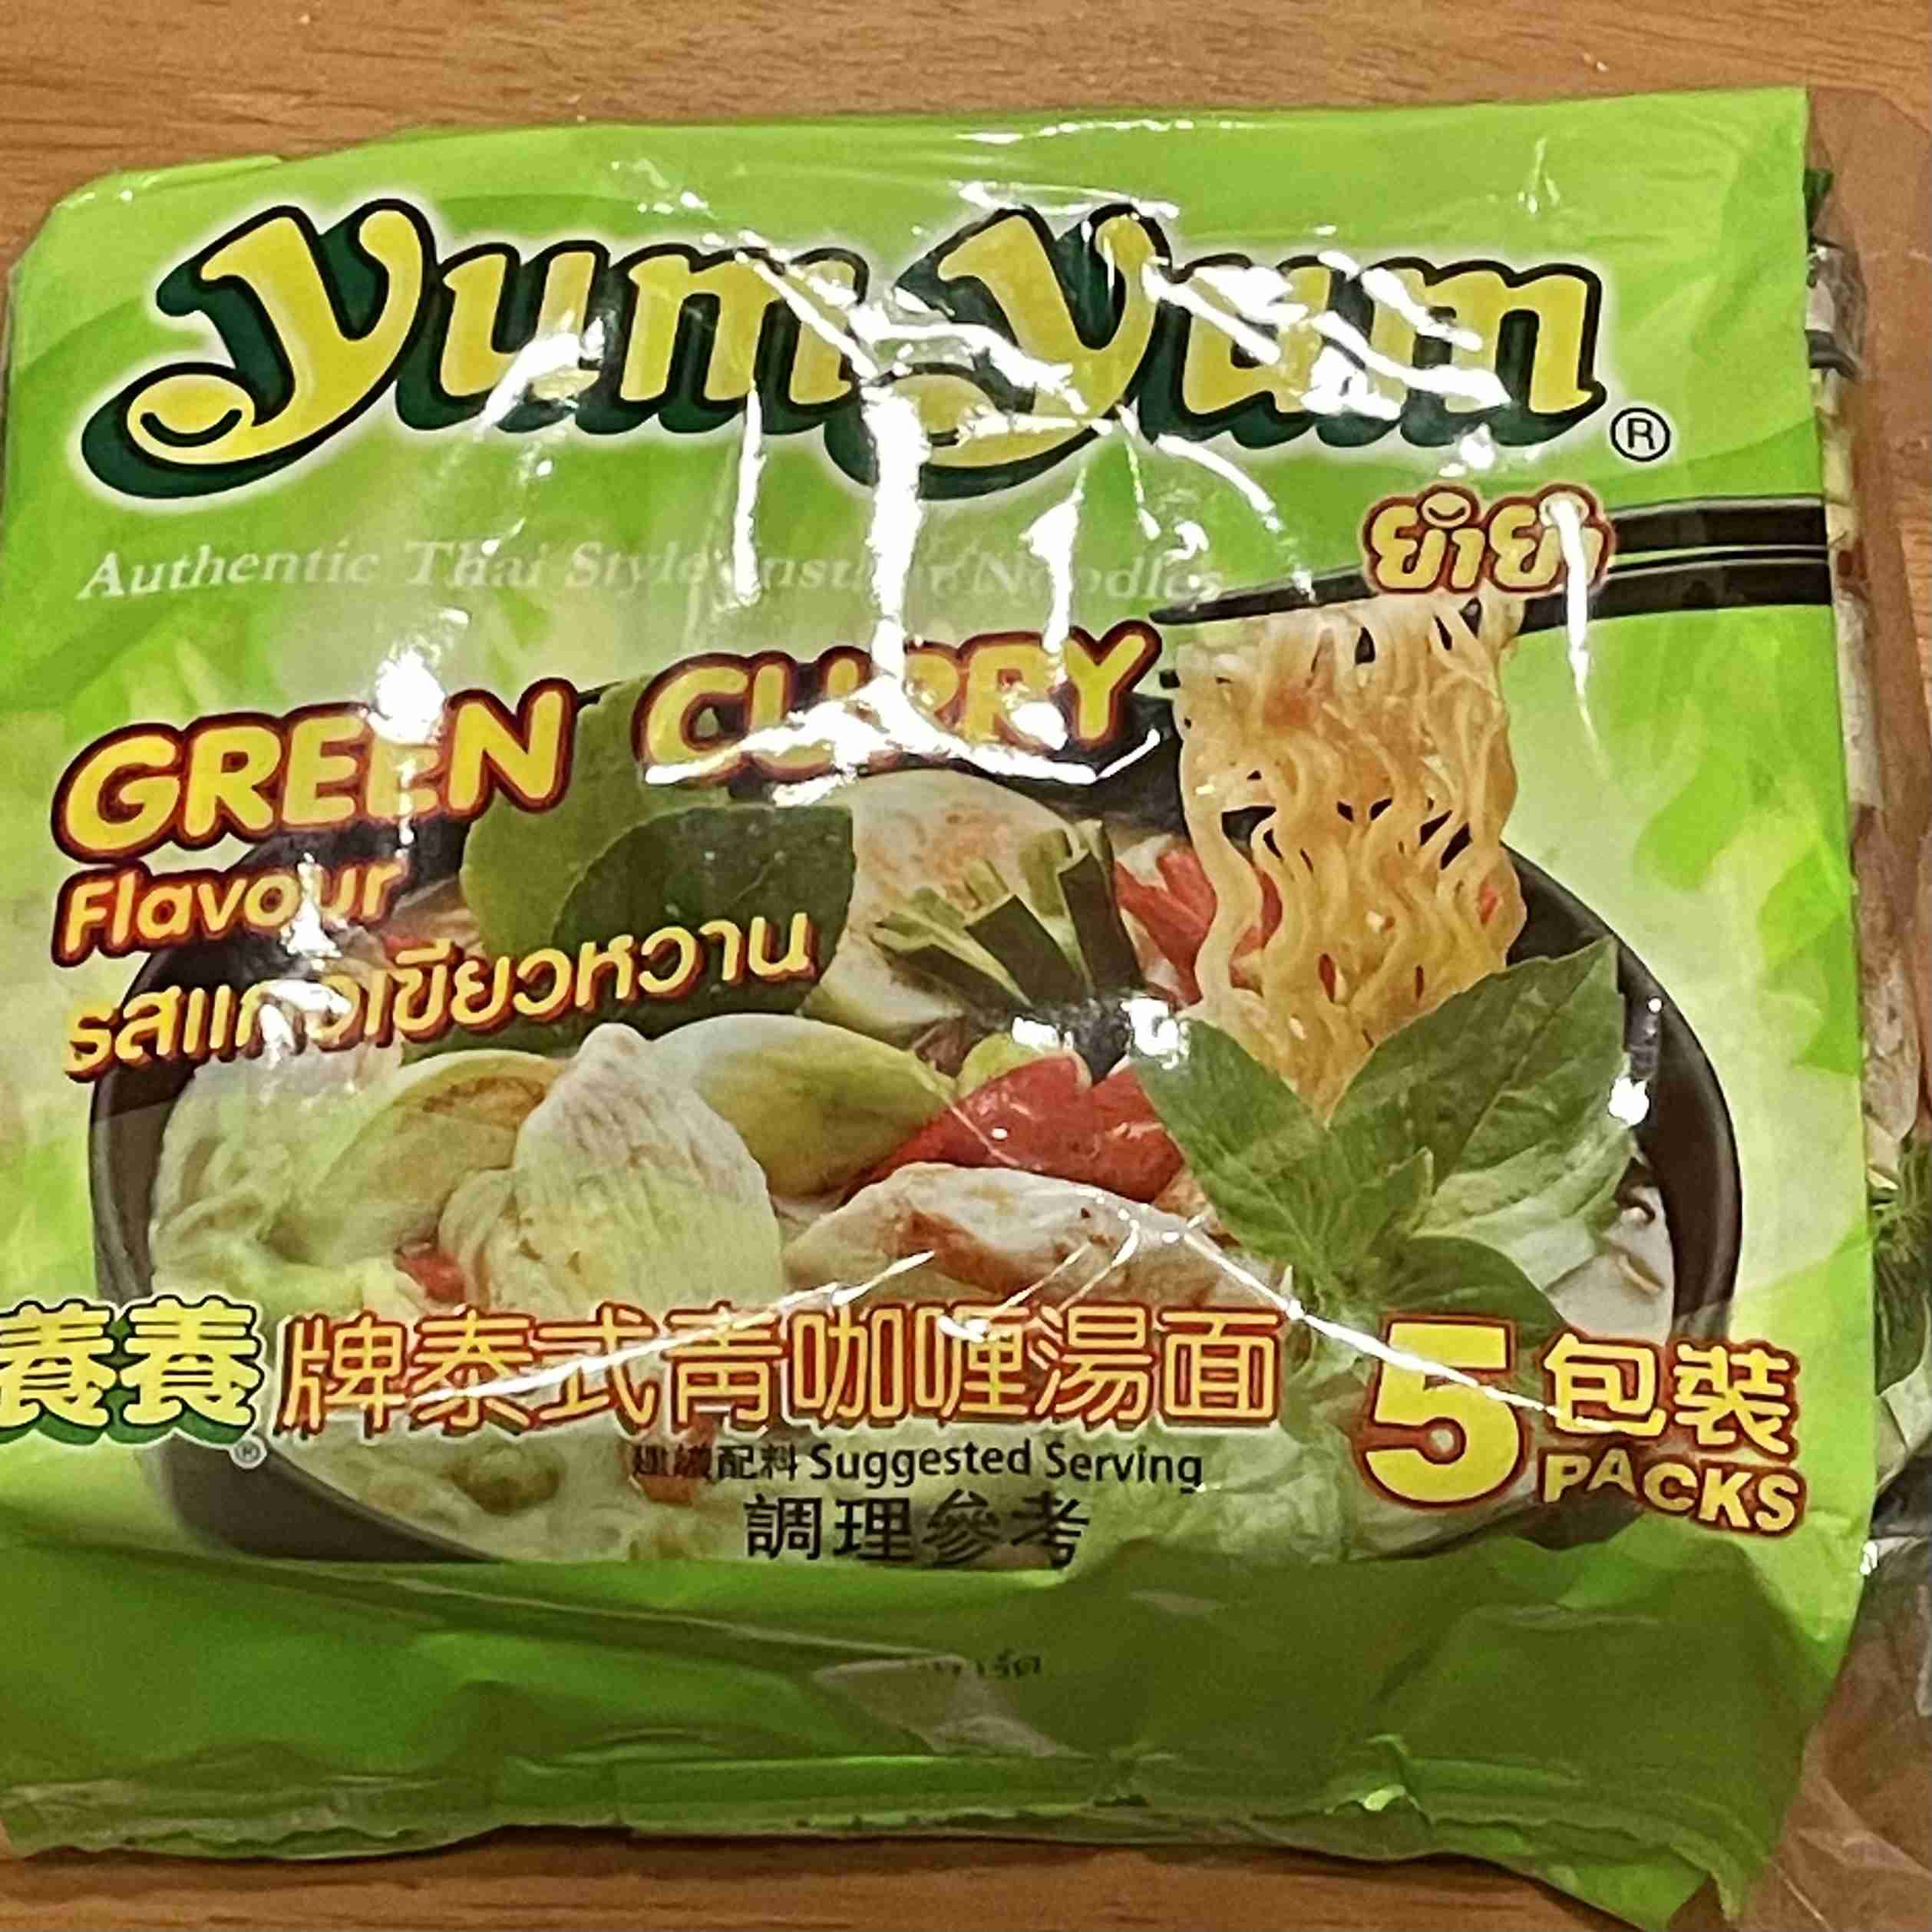 yum yum ®
ยำยำ
Authentic Thai Style Instant Noodles
GREEN CURRY
Flavour
รสแกงเขียวหวาน
養養® 牌泰式青咖喱湯面
5 包裝
PACKS
建議配料 Suggested Serving
調理參考